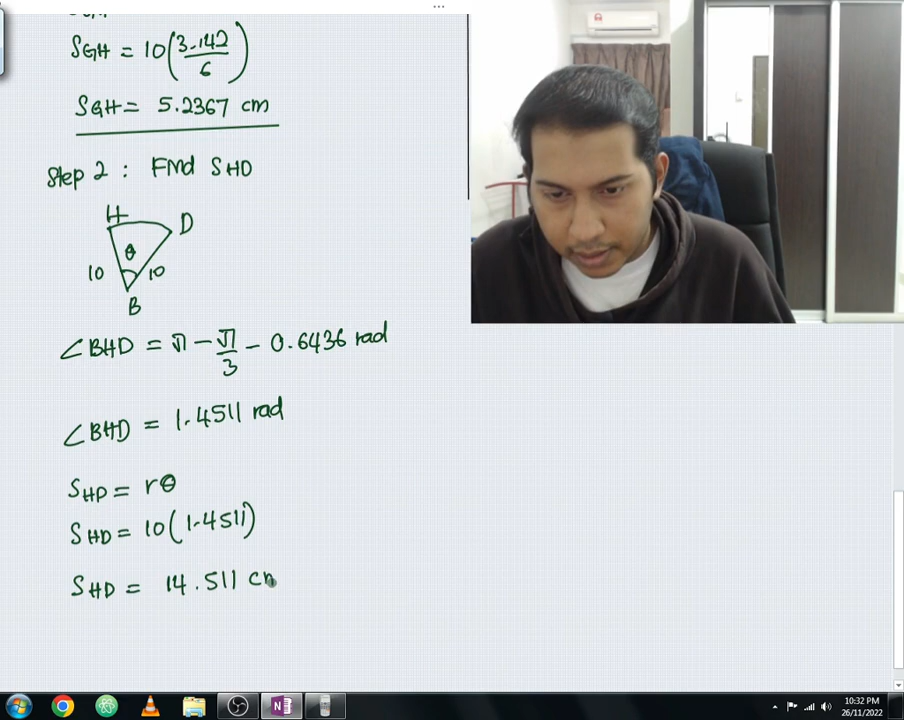 SGH = 10(3.142/6)
SGH = 5.2367 cm
Step 2 : Find SHD
H
D
θ
10
10
B
∠BHD = π - π/3 - 0.6436 rad
∠BHD = 1.4511 rad
SHD = rθ
SHD = 10(1.4511)
SHD = 14.511 cm
10:32 PM
26/11/2022